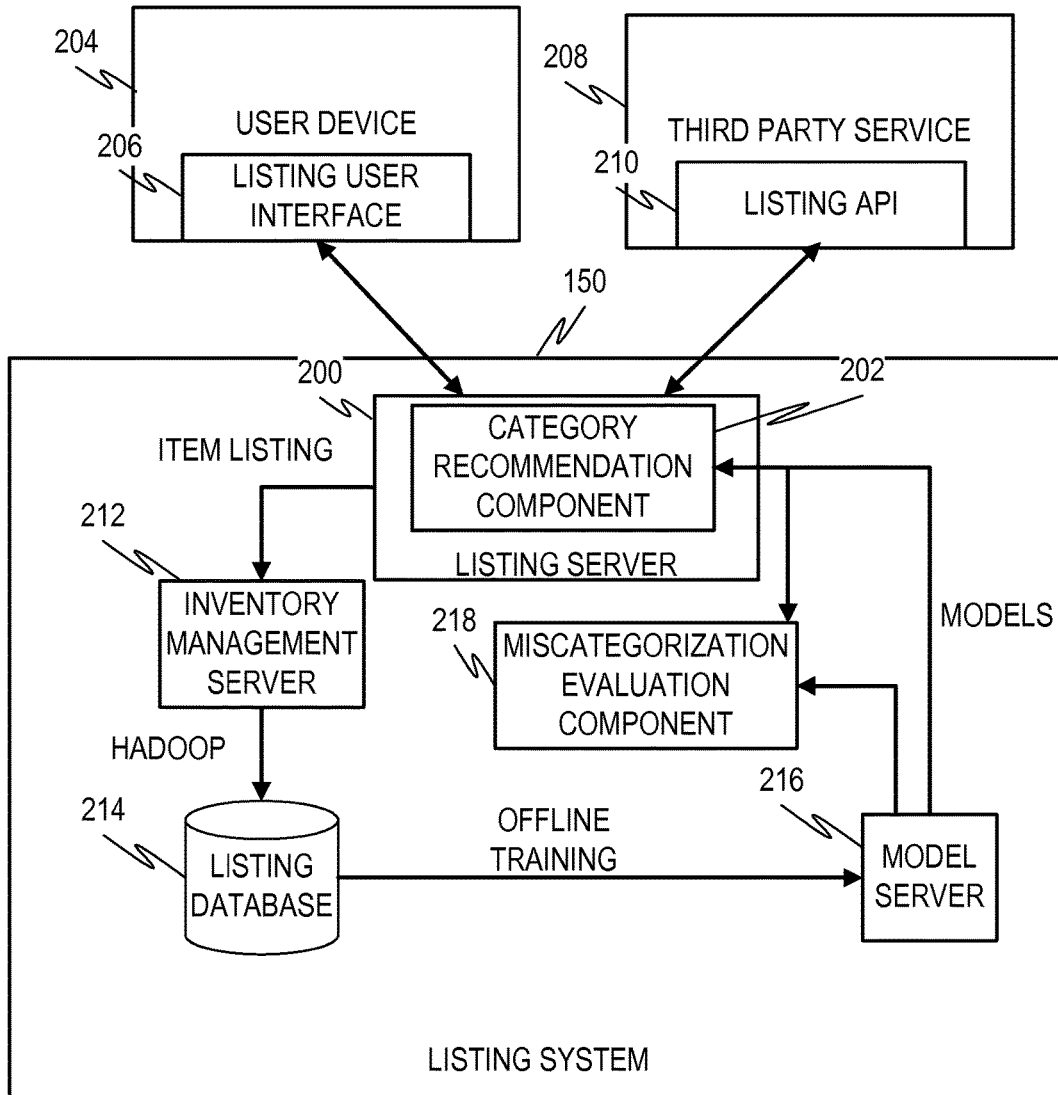 204
USER DEVICE
206
LISTING USER
INTERFACE
208
THIRD PARTY SERVICE
210
LISTING API
150
200
202
CATEGORY
RECOMMENDATION
COMPONENT
LISTING SERVER
ITEM LISTING
212
INVENTORY
MANAGEMENT
SERVER
218
MISCATEGORIZATION
EVALUATION
COMPONENT
MODELS
HADOOP
214
LISTING
DATABASE
OFFLINE
TRAINING
216
MODEL
SERVER
LISTING SYSTEM